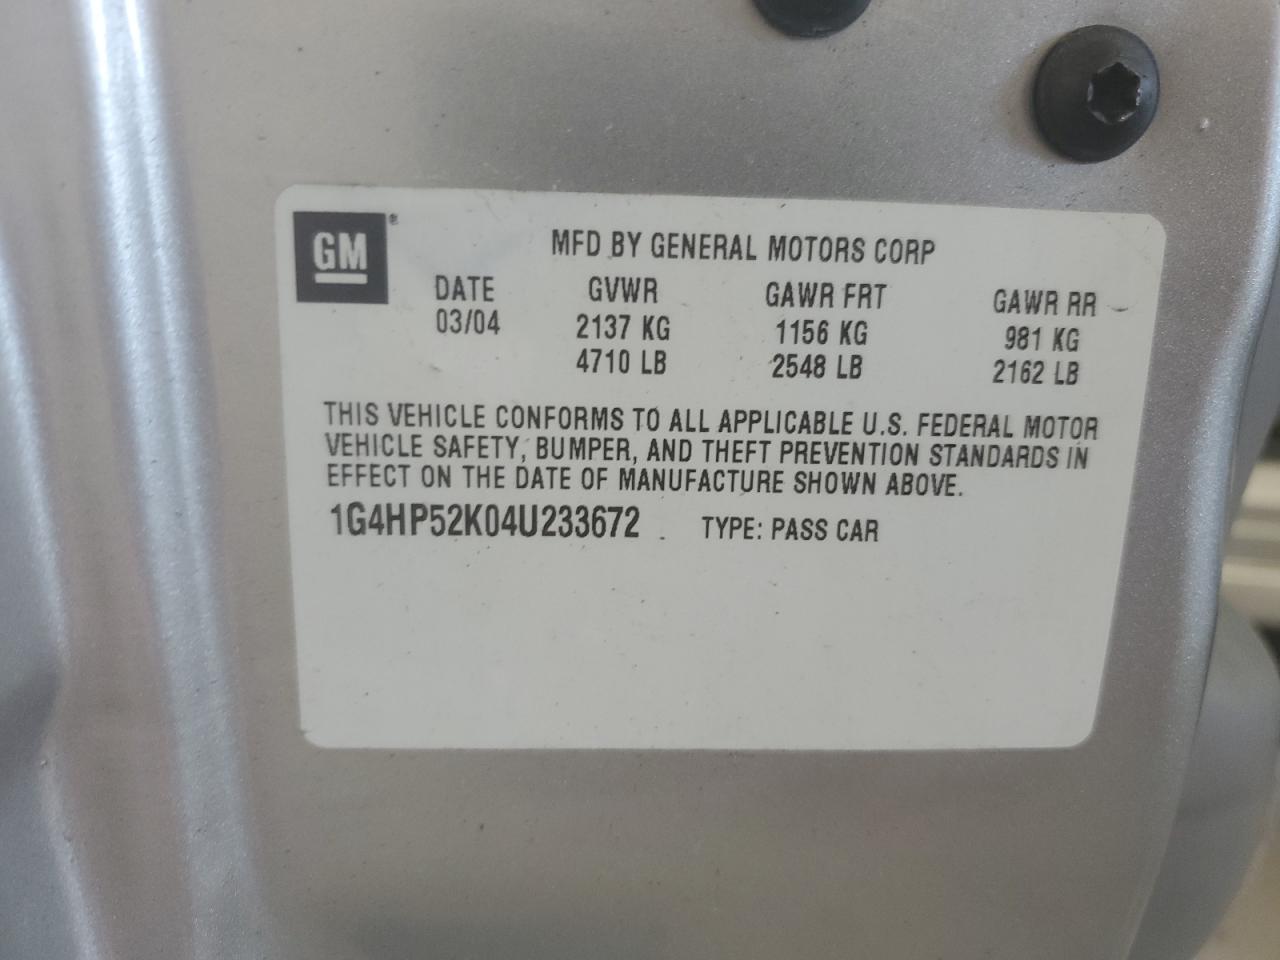 GM®
MFD BY GENERAL MOTORS CORP
DATE GVWR GAWR FRT GAWR RR
03/04 2137 KG 1156 KG 981 KG
4710 LB 2548 LB 2162 LB
THIS VEHICLE CONFORMS TO ALL APPLICABLE U.S. FEDERAL MOTOR
VEHICLE SAFETY, BUMPER, AND THEFT PREVENTION STANDARDS IN
EFFECT ON THE DATE OF MANUFACTURE SHOWN ABOVE.
1G4HP52K04U233672 TYPE: PASS CAR